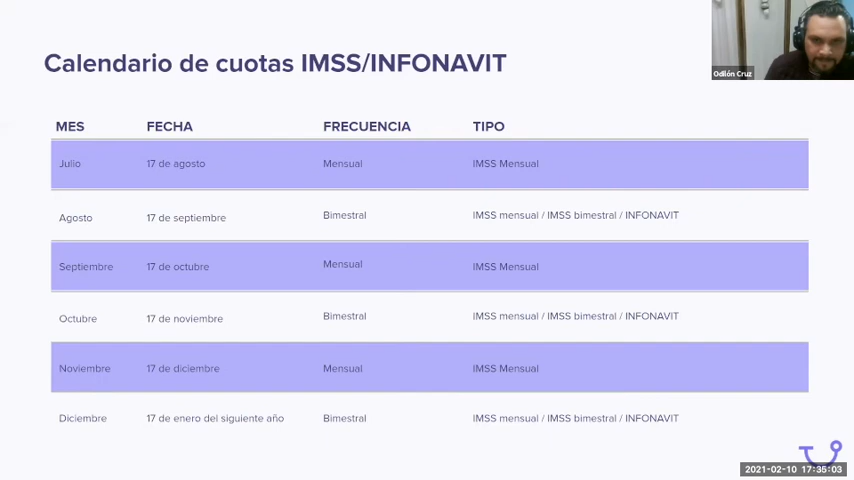 Calendario de cuotas IMSS/INFONAVIT
Odilón Cruz
MES FECHA FRECUENCIA TIPO
Julio 17 de agosto Mensual IMSS Mensual
Agosto 17 de septiembre Bimestral IMSS mensual / IMSS bimestral / INFONAVIT
Septiembre 17 de octubre Mensual IMSS Mensual
Octubre 17 de noviembre Bimestral IMSS mensual / IMSS bimestral / INFONAVIT
Noviembre 17 de diciembre Mensual IMSS Mensual
Diciembre 17 de enero del siguiente año Bimestral IMSS mensual / IMSS bimestral / INFONAVIT
2021-02-10 17:35:03